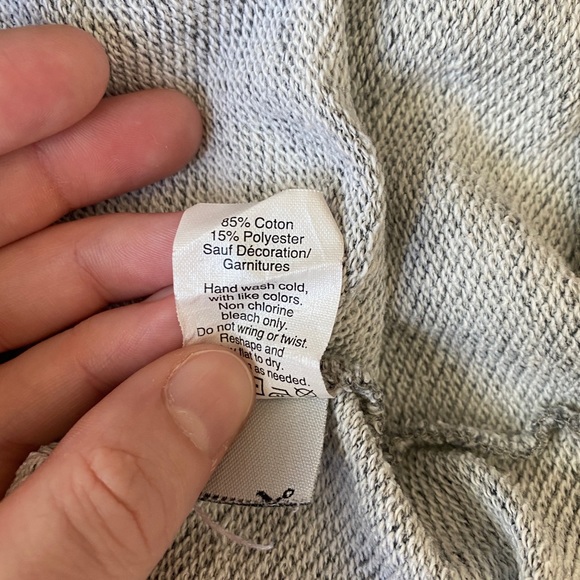 85% Coton
15% Polyester
Sauf Décoration/
Garnitures
Hand wash cold,
with like colors.
Non chlorine
bleach only.
Do not wring or twist.
Reshape and
flat to dry.
as needed.